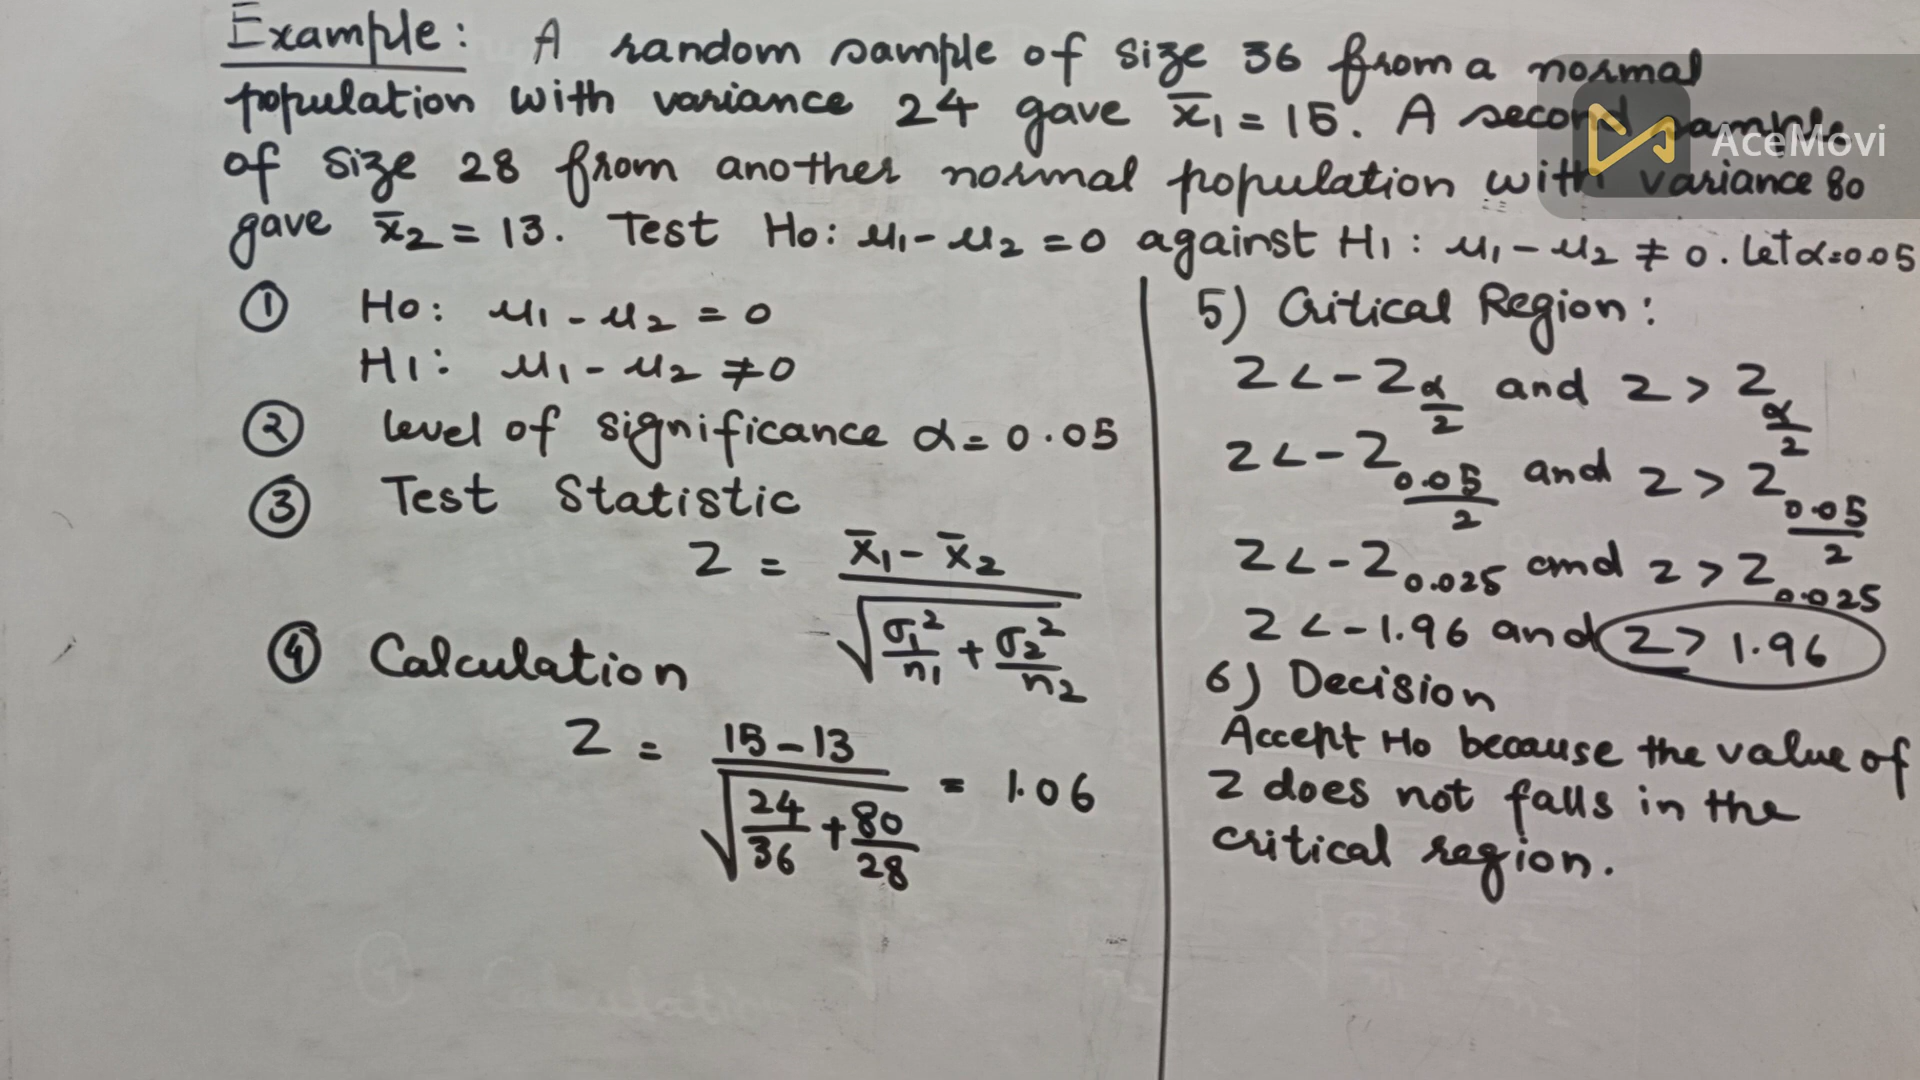 Example: A random sample of size 36 from a normal
population with variance 24 gave x̄₁ = 15. A second sample
of size 28 from another normal population with variance 80
gave x̄₂ = 13. Test H0: μ₁ - μ₂ = 0 against H1: μ₁ - μ₂ ≠ 0. Let α=0.05
AceMovi
① H0: μ₁ - μ₂ = 0
H1: μ₁ - μ₂ ≠ 0
② level of significance α = 0.05
③ Test Statistic
Z = (x̄₁ - x̄₂) / √(σ₁²/n₁ + σ₂²/n₂)
④ Calculation
Z = (15 - 13) / √(24/36 + 80/28) = 1.06
5) Critical Region:
Z < -Z α/2 and Z > Z α/2
Z < -Z 0.05/2 and Z > Z 0.05/2
Z < -Z 0.025 and Z > Z 0.025
Z < -1.96 and Z > 1.96
6) Decision
Accept H0 because the value of
Z does not falls in the
critical region.